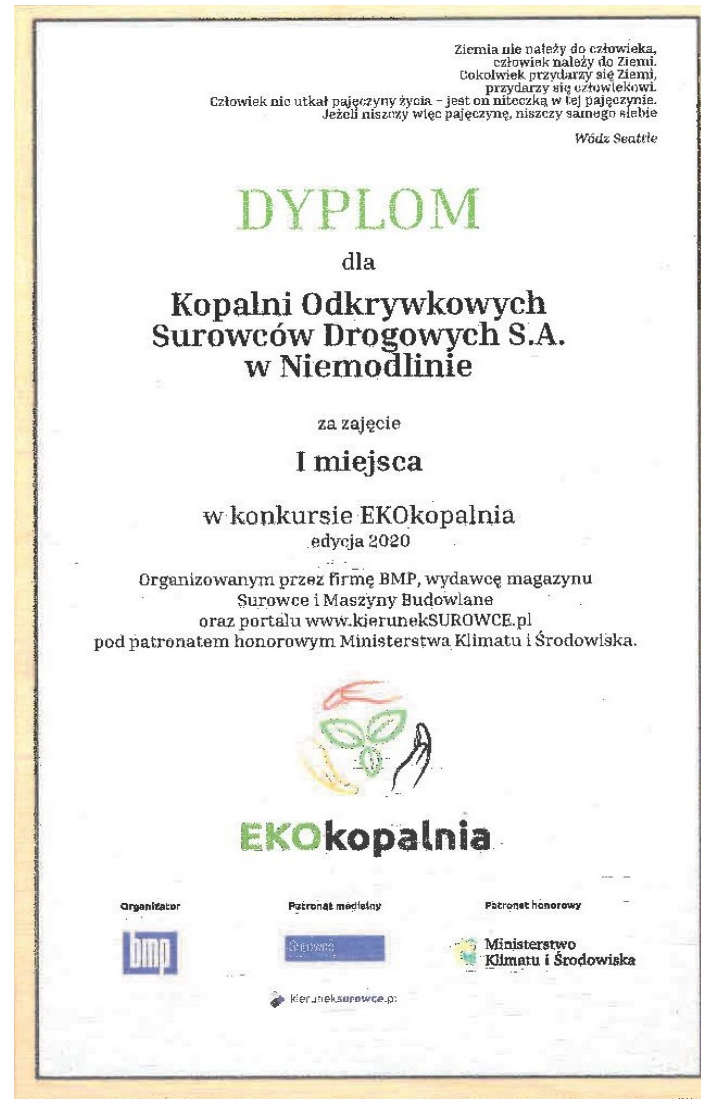 Ziemia nie należy do człowieka,
człowiek należy do Ziemi.
Cokolwiek przydarzy się Ziemi,
przydarzy się człowiekowi.
Człowiek nie utkał pajęczyny życia – jest on niteczką w tej pajęczynie.
Jeżeli niszczy więc pajęczynę, niszczy samego siebie
Wódz Seattle
DYPLOM
dla
Kopalni Odkrywkowych
Surowców Drogowych S.A.
w Niemodlinie
za zajęcie
I miejsca
w konkursie EKOkopalnia
edycja 2020
Organizowanym przez firmę BMP, wydawcę magazynu
Surowce i Maszyny Budowlane
oraz portalu www.kierunekSUROWCE.pl
pod patronatem honorowym Ministerstwa Klimatu i Środowiska.
EKOkopalnia
Organizator
Patronat medialny
Patronat honorowy
bmp
Surowce
Ministerstwo
Klimatu i Środowiska
kieruneksurowce.pl